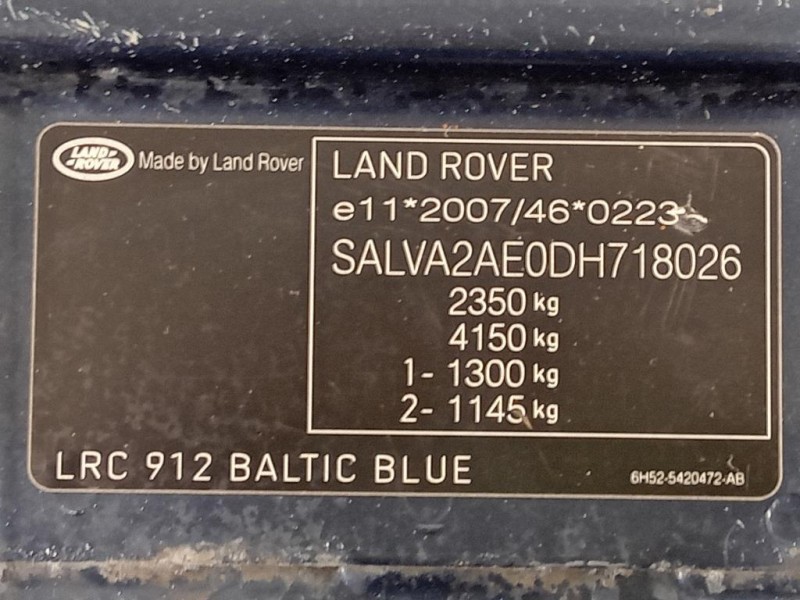 LAND ROVER
Made by Land Rover
LAND ROVER
e11*2007/46*0223
SALVA2AE0DH718026
2350 kg
4150 kg
1- 1300 kg
2- 1145 kg
LRC 912 BALTIC BLUE
6H52-5420472-AB